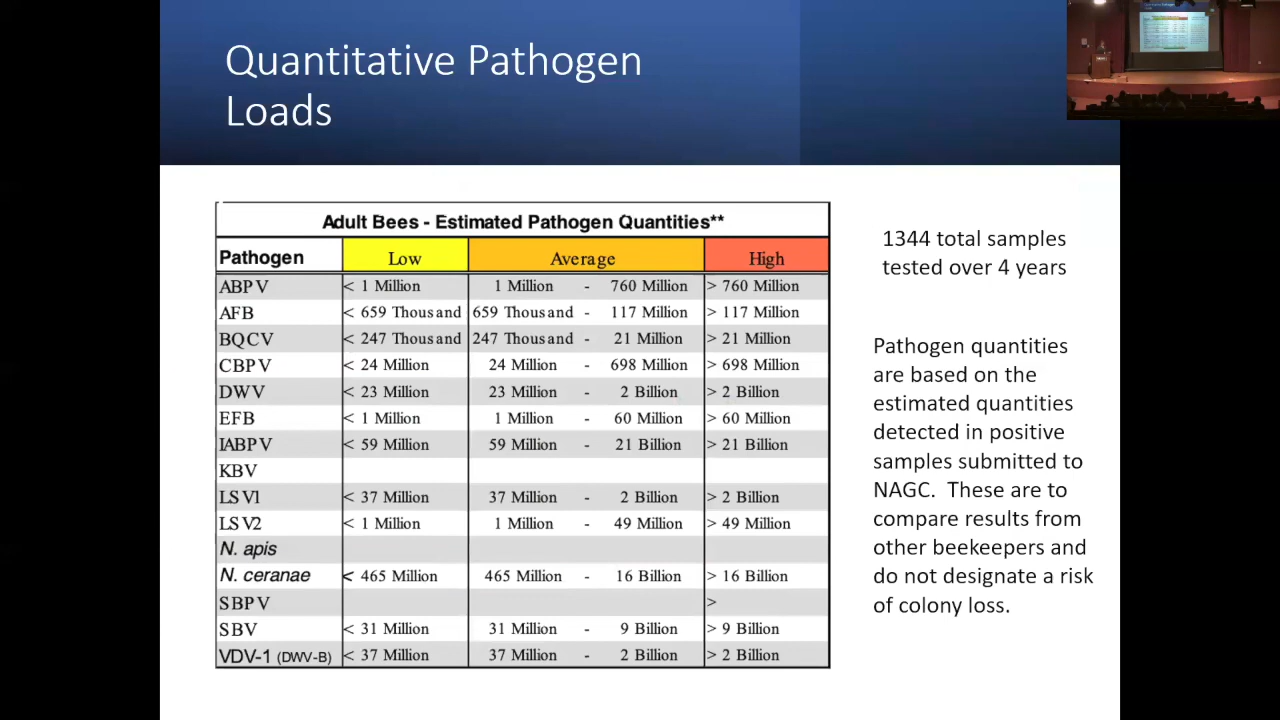 Quantitative Pathogen
Loads
Adult Bees - Estimated Pathogen Quantities**
Pathogen Low Average High
ABPV < 1 Million 1 Million - 760 Million > 760 Million
AFB < 659 Thousand 659 Thousand - 117 Million > 117 Million
BQCV < 247 Thousand 247 Thousand - 21 Million > 21 Million
CBPV < 24 Million 24 Million - 698 Million > 698 Million
DWV < 23 Million 23 Million - 2 Billion > 2 Billion
EFB < 1 Million 1 Million - 60 Million > 60 Million
IABPV < 59 Million 59 Million - 21 Billion > 21 Billion
KBV
LSV1 < 37 Million 37 Million - 2 Billion > 2 Billion
LSV2 < 1 Million 1 Million - 49 Million > 49 Million
N. apis
N. ceranae < 465 Million 465 Million - 16 Billion > 16 Billion
SBPV >
SBV < 31 Million 31 Million - 9 Billion > 9 Billion
VDV-1 (DWV-B) < 37 Million 37 Million - 2 Billion > 2 Billion
1344 total samples
tested over 4 years
Pathogen quantities
are based on the
estimated quantities
detected in positive
samples submitted to
NAGC. These are to
compare results from
other beekeepers and
do not designate a risk
of colony loss.